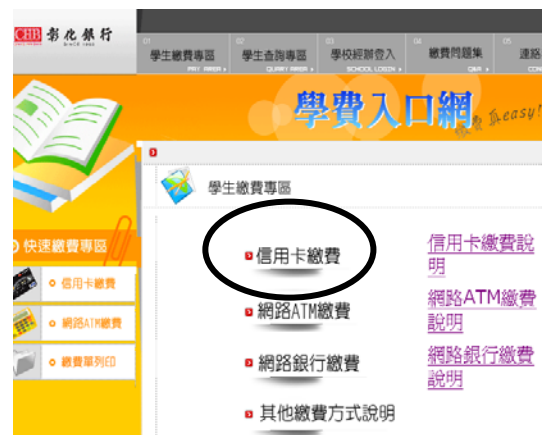 CHB 彰化銀行
SINCE 1905
01 學生繳費專區 PAY AREA
02 學生查詢專區 QUARY AREA
03 學校經辦登入 SCHOOL LOGIN
04 繳費問題集 Q&A
05 連絡
學費入口網
繳費真easy!
學生繳費專區
快速繳費專區
信用卡繳費
網路ATM繳費
繳費單列印
信用卡繳費
網路ATM繳費
網路銀行繳費
其他繳費方式說明
信用卡繳費說
明
網路ATM繳費
說明
網路銀行繳費
說明